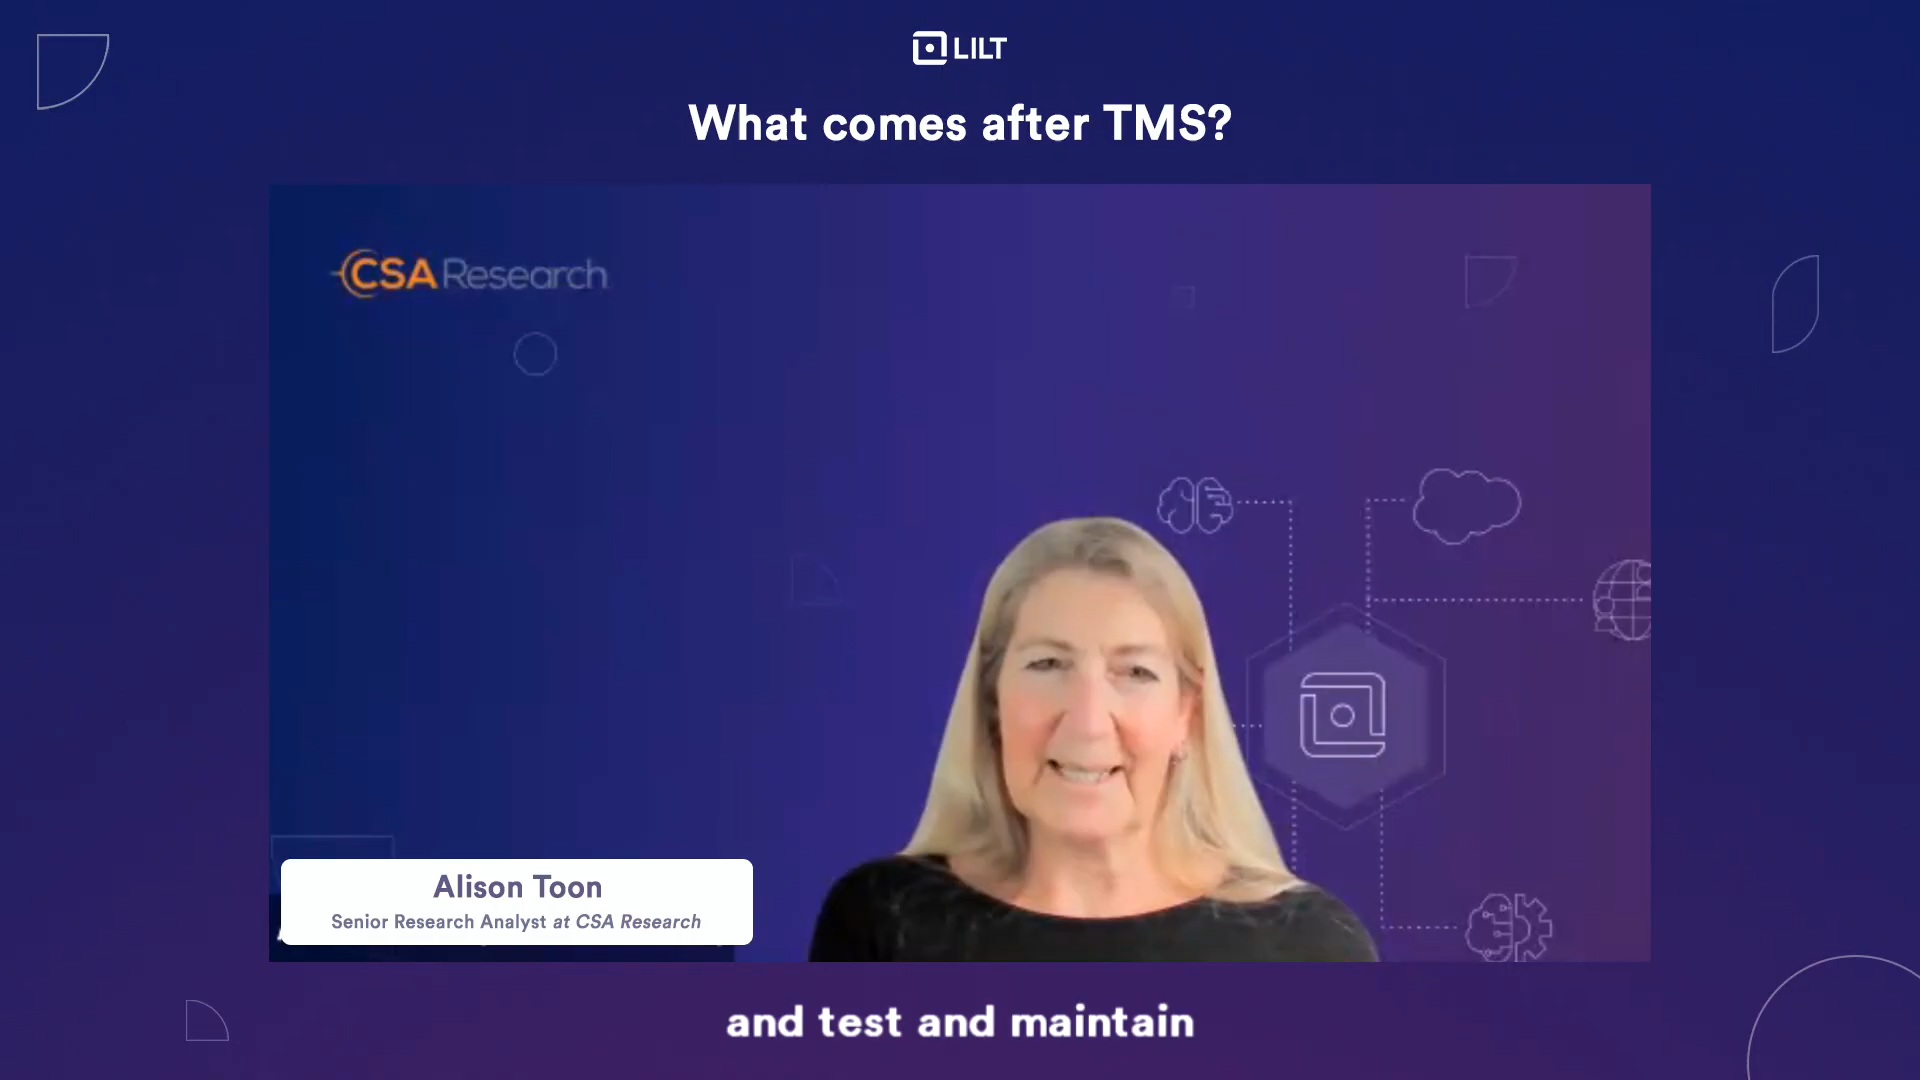 LILT
What comes after TMS?
CSA Research
Alison Toon
Senior Research Analyst at CSA Research
and test and maintain